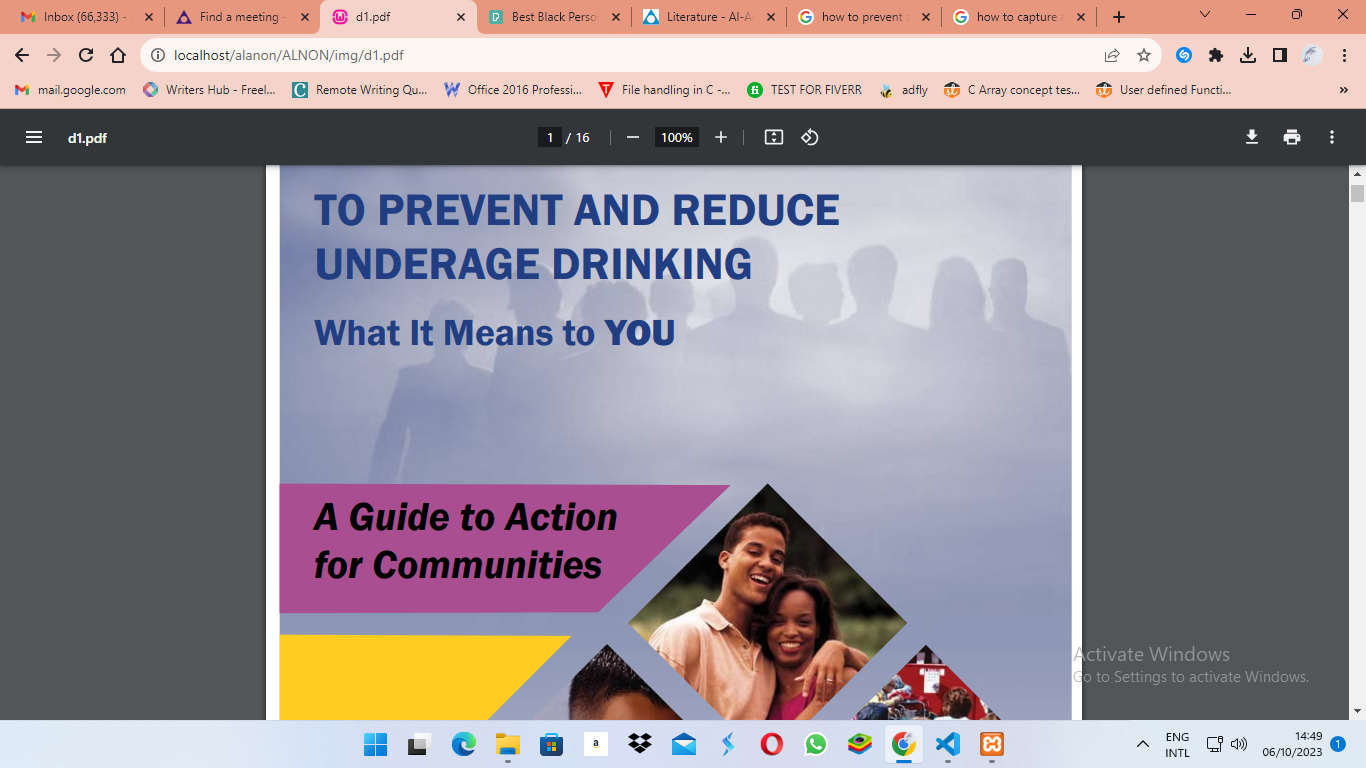 Inbox (66,333) -
Find a meeting -
d1.pdf
Best Black Perso
Literature - Al-A
how to prevent
how to capture
localhost/alanon/ALNON/img/d1.pdf
mail.google.com
Writers Hub - Freel...
Remote Writing Qu...
Office 2016 Professi...
File handling in C -...
TEST FOR FIVERR
adfly
C Array concept tes...
User defined Functi...
»
d1.pdf
1 / 16
100%
TO PREVENT AND REDUCE
UNDERAGE DRINKING
What It Means to YOU
A Guide to Action
for Communities
Activate Windows
Go to Settings to activate Windows.
ENG
INTL
14:49
06/10/2023
1